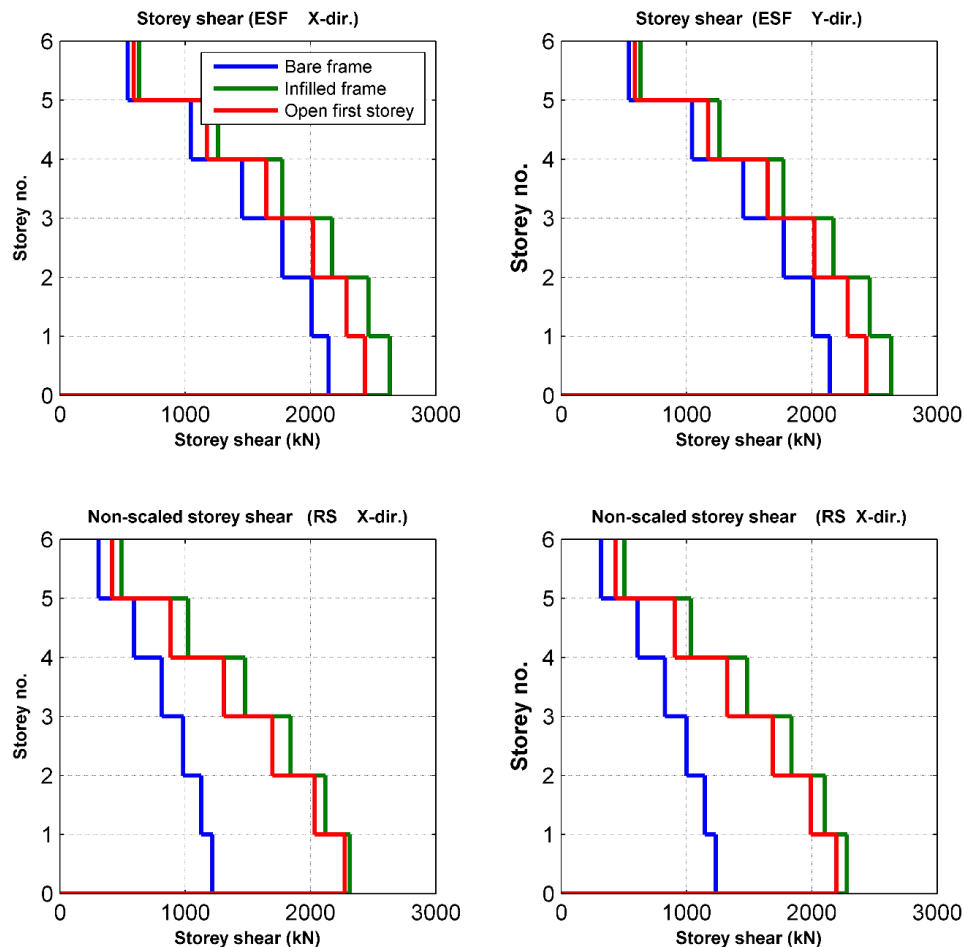 Storey shear (ESF X-dir.)
6
5
4
3
2
1
0
Storey no.
Bare frame
Infilled frame
Open first storey
0 1000 2000 3000
Storey shear (kN)
Storey shear (ESF Y-dir.)
6
5
4
3
2
1
0
Storey no.
0 1000 2000 3000
Storey shear (kN)
Non-scaled storey shear (RS X-dir.)
6
5
4
3
2
1
0
Storey no.
0 1000 2000 3000
Storey shear (kN)
Non-scaled storey shear (RS X-dir.)
6
5
4
3
2
1
0
Storey no.
0 1000 2000 3000
Storey shear (kN)